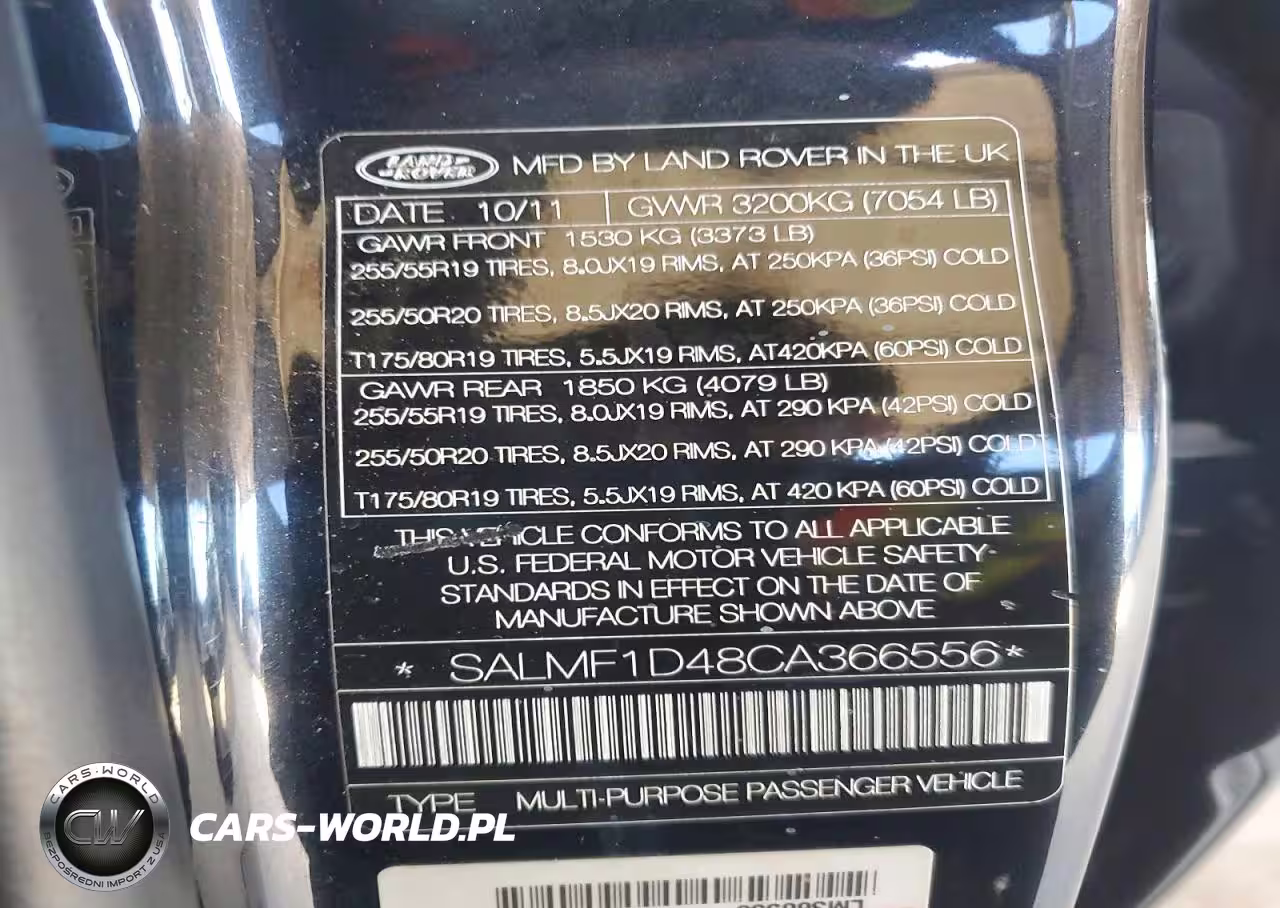 LAND ROVER MFD BY LAND ROVER IN THE UK
DATE 10/11 GVWR 3200KG (7054 LB)
GAWR FRONT 1530 KG (3373 LB)
255/55R19 TIRES, 8.0JX19 RIMS, AT 250KPA (36PSI) COLD
255/50R20 TIRES, 8.5JX20 RIMS, AT 250KPA (36PSI) COLD
T175/80R19 TIRES, 5.5JX19 RIMS, AT420KPA (60PSI) COLD
GAWR REAR 1850 KG (4079 LB)
255/55R19 TIRES, 8.0JX19 RIMS, AT 290 KPA (42PSI) COLD
255/50R20 TIRES, 8.5JX20 RIMS, AT 290 KPA (42PSI) COLD
T175/80R19 TIRES, 5.5JX19 RIMS, AT 420 KPA (60PSI) COLD
THIS VEHICLE CONFORMS TO ALL APPLICABLE
U.S. FEDERAL MOTOR VEHICLE SAFETY
STANDARDS IN EFFECT ON THE DATE OF
MANUFACTURE SHOWN ABOVE
* SALMF1D48CA366556*
TYPE MULTI-PURPOSE PASSENGER VEHICLE
CARS-WORLD
CW
BEZPOŚREDNI IMPORT Z USA
CARS-WORLD.PL